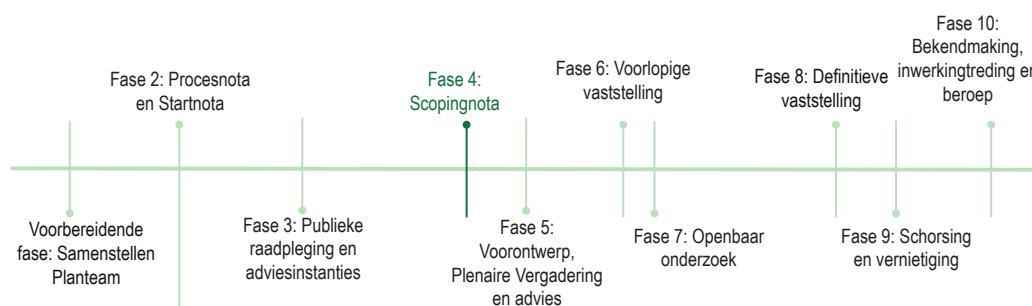 Voorbereidende
fase: Samenstellen
Planteam
Fase 2: Procesnota
en Startnota
Fase 3: Publieke
raadpleging en
adviesinstanties
Fase 4:
Scopingnota
Fase 5:
Voorontwerp,
Plenaire Vergadering
en advies
Fase 6: Voorlopige
vaststelling
Fase 7: Openbaar
onderzoek
Fase 8: Definitieve
vaststelling
Fase 9: Schorsing
en vernietiging
Fase 10:
Bekendmaking,
inwerkingtreding en
beroep